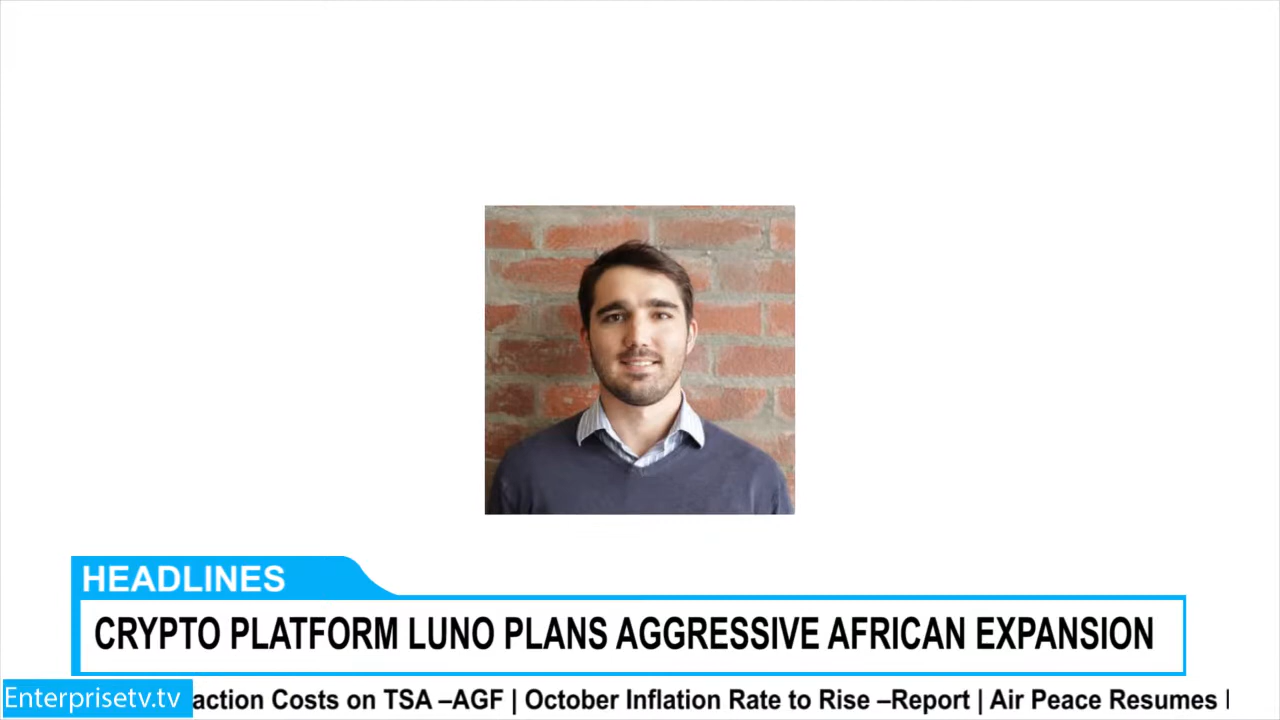 HEADLINES
CRYPTO PLATFORM LUNO PLANS AGGRESSIVE AFRICAN EXPANSION
Enterprisetv.tv
Costs on TSA –AGF | October Inflation Rate to Rise –Report | Air Peace Resumes